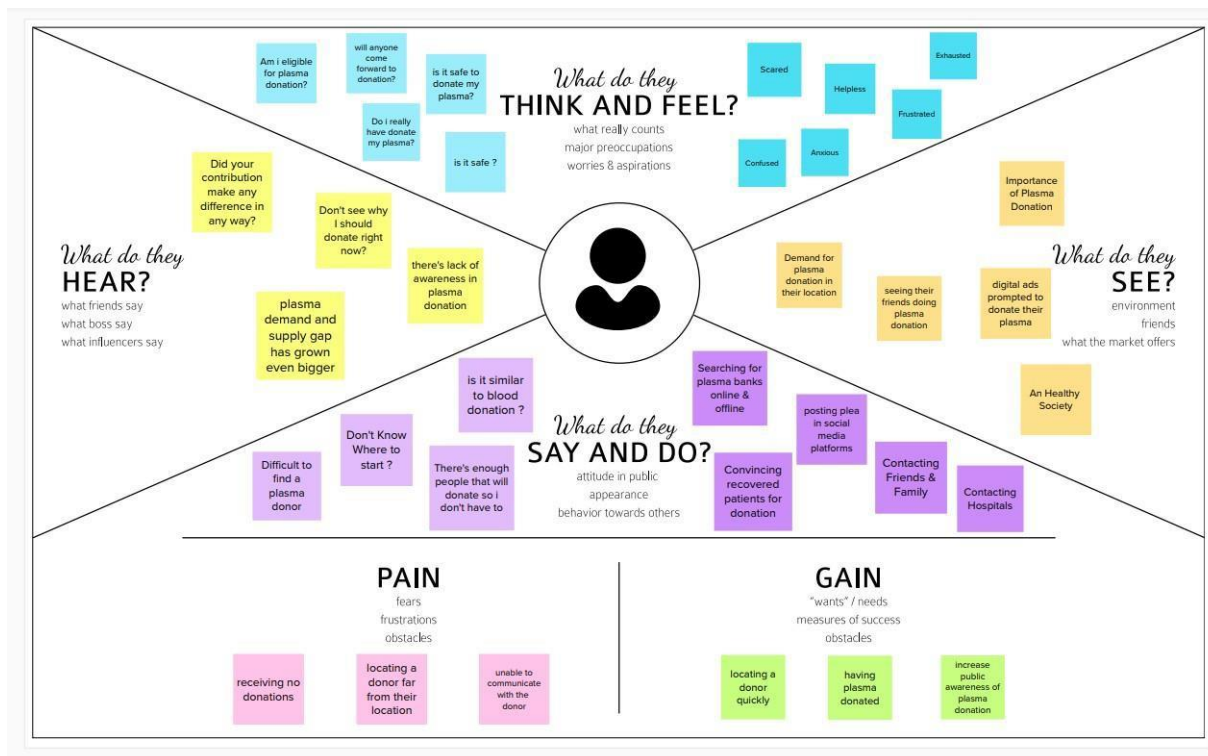 Am i eligible
for plasma
donation?
will anyone
come
forward to
donation?
is it safe to
donate my
plasma?
Do i really
have donate
my plasma?
is it safe ?
What do they
THINK AND FEEL?
what really counts
major preoccupations
worries & aspirations
Scared
Helpless
Exhausted
Frustrated
Confused
Anxious
Did your
contribution
make any
difference in
any way?
Don't see why
I should
donate right
now?
there's lack of
awareness in
plasma
donation
plasma
demand and
supply gap
has grown
even bigger
What do they
HEAR?
what friends say
what boss say
what influencers say
Importance
of Plasma
Donation
Demand for
plasma
donation in
their location
seeing their
friends doing
plasma
donation
digital ads
prompted to
donate their
plasma
An Healthy
Society
What do they
SEE?
environment
friends
what the market offers
is it similar
to blood
donation ?
Don't Know
Where to
start ?
Difficult to
find a
plasma
donor
There's enough
people that will
donate so i
don't have to
What do they
SAY AND DO?
attitude in public
appearance
behavior towards others
Searching for
plasma banks
online &
offline
posting plea
in social
media
platforms
Convincing
recovered
patients for
donation
Contacting
Friends &
Family
Contacting
Hospitals
PAIN
fears
frustrations
obstacles
receiving no
donations
locating a
donor far
from their
location
unable to
communicate
with the
donor
GAIN
"wants" / needs
measures of success
obstacles
locating a
donor
quickly
having
plasma
donated
increase
public
awareness of
plasma
donation